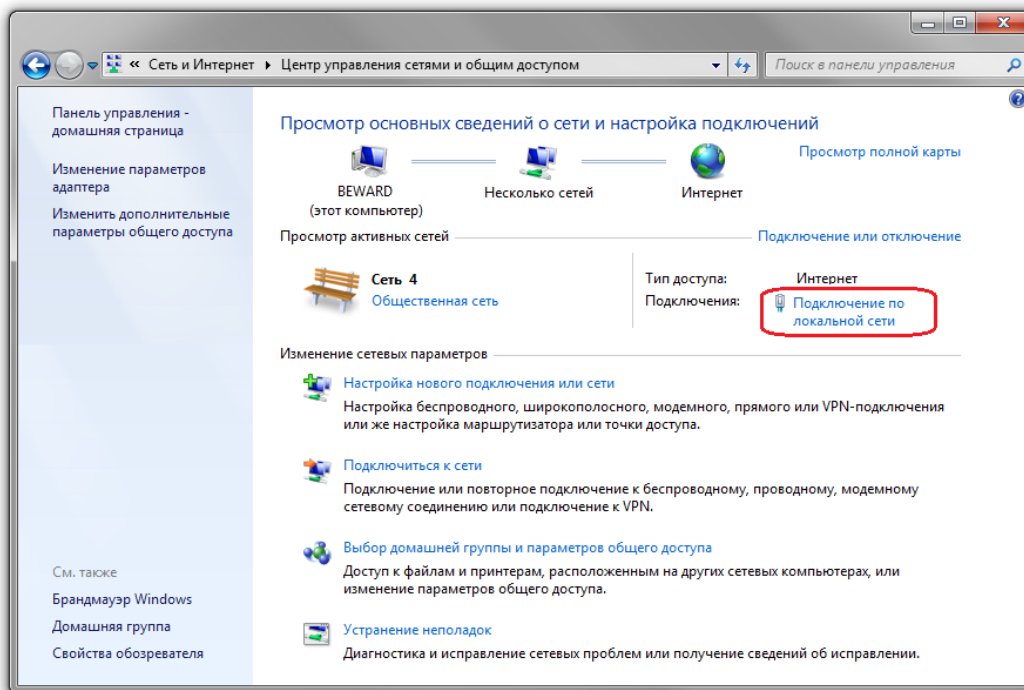 « Сеть и Интернет ▸ Центр управления сетями и общим доступом
Поиск в панели управления
Панель управления -
домашняя страница
Изменение параметров
адаптера
Изменить дополнительные
параметры общего доступа
См. также
Брандмауэр Windows
Домашняя группа
Свойства обозревателя
Просмотр основных сведений о сети и настройка подключений
Просмотр полной карты
BEWARD
(этот компьютер)
Несколько сетей
Интернет
Просмотр активных сетей
Подключение или отключение
Сеть 4
Общественная сеть
Тип доступа: Интернет
Подключения: Подключение по
локальной сети
Изменение сетевых параметров
Настройка нового подключения или сети
Настройка беспроводного, широкополосного, модемного, прямого или VPN-подключения
или же настройка маршрутизатора или точки доступа.
Подключиться к сети
Подключение или повторное подключение к беспроводному, проводному, модемному
сетевому соединению или подключение к VPN.
Выбор домашней группы и параметров общего доступа
Доступ к файлам и принтерам, расположенным на других сетевых компьютерах, или
изменение параметров общего доступа.
Устранение неполадок
Диагностика и исправление сетевых проблем или получение сведений об исправлении.